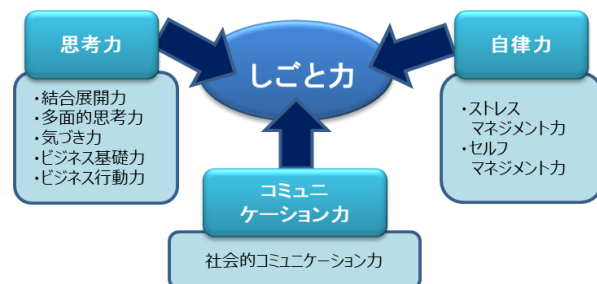 思考力
・結合展開力
・多面的思考力
・気づき力
・ビジネス基礎力
・ビジネス行動力
しごと力
自律力
・ストレス
マネジメント力
・セルフ
マネジメント力
コミュニ
ケーション力
社会的コミュニケーション力